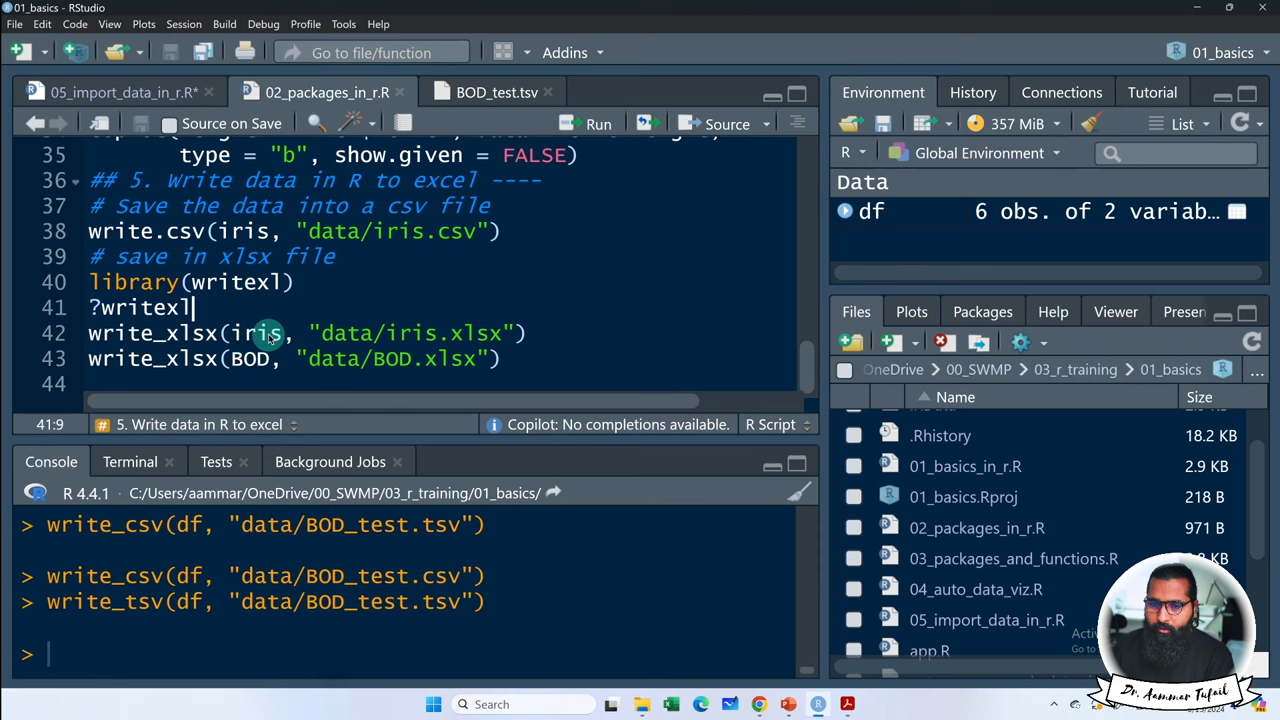 01_basics - RStudio
File Edit Code View Plots Session Build Debug Profile Tools Help
Go to file/function Addins 01_basics
05_import_data_in_r.R* 02_packages_in_r.R BOD_test.tsv
Source on Save Run Source
35 type = "b", show.given = FALSE)
36 ## 5. Write data in R to excel ----
37 # Save the data into a csv file
38 write.csv(iris, "data/iris.csv")
39 # save in xlsx file
40 library(writexl)
41 ?writexl
42 write_xlsx(iris, "data/iris.xlsx")
43 write_xlsx(BOD, "data/BOD.xlsx")
44
41:9 # 5. Write data in R to excel Copilot: No completions available. R Script
Console Terminal Tests Background Jobs
R 4.4.1 · C:/Users/aammar/OneDrive/00_SWMP/03_r_training/01_basics/
> write_csv(df, "data/BOD_test.tsv")
> write_csv(df, "data/BOD_test.csv")
> write_tsv(df, "data/BOD_test.tsv")
>
Environment History Connections Tutorial
357 MiB List
R Global Environment
Data
df 6 obs. of 2 variab...
Files Plots Packages Help Viewer Presen
OneDrive > 00_SWMP > 03_r_training > 01_basics ...
Name Size
.Rhistory 18.2 KB
01_basics_in_r.R 2.9 KB
01_basics.Rproj 218 B
02_packages_in_r.R 971 B
03_packages_and_functions.R
04_auto_data_viz.R
05_import_data_in_r.R
app.R
Dr. Aammar Tufail
Search